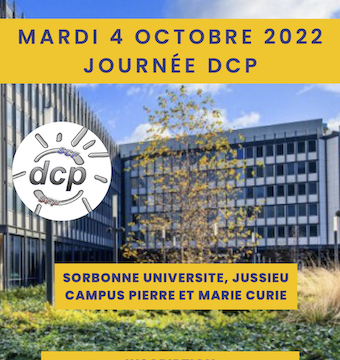 MARDI 4 OCTOBRE 2022
JOURNÉE DCP
dcp
SORBONNE UNIVERSITE, JUSSIEU
CAMPUS PIERRE ET MARIE CURIE